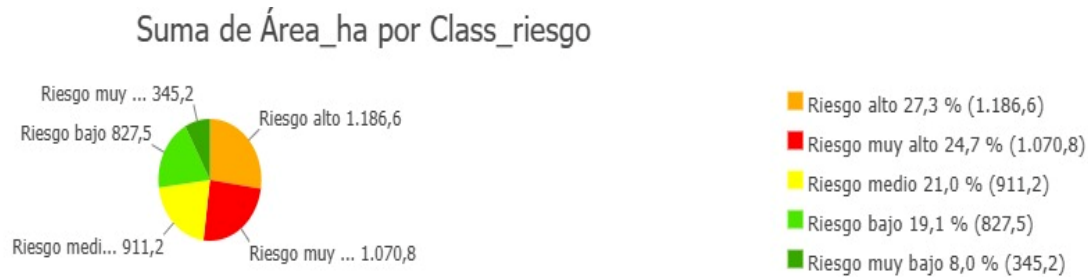 Suma de Área_ha por Class_riesgo
Riesgo muy ... 345,2
Riesgo bajo 827,5
Riesgo alto 1.186,6
Riesgo medi... 911,2
Riesgo muy ... 1.070,8
Riesgo alto 27,3 % (1.186,6)
Riesgo muy alto 24,7 % (1.070,8)
Riesgo medio 21,0 % (911,2)
Riesgo bajo 19,1 % (827,5)
Riesgo muy bajo 8,0 % (345,2)